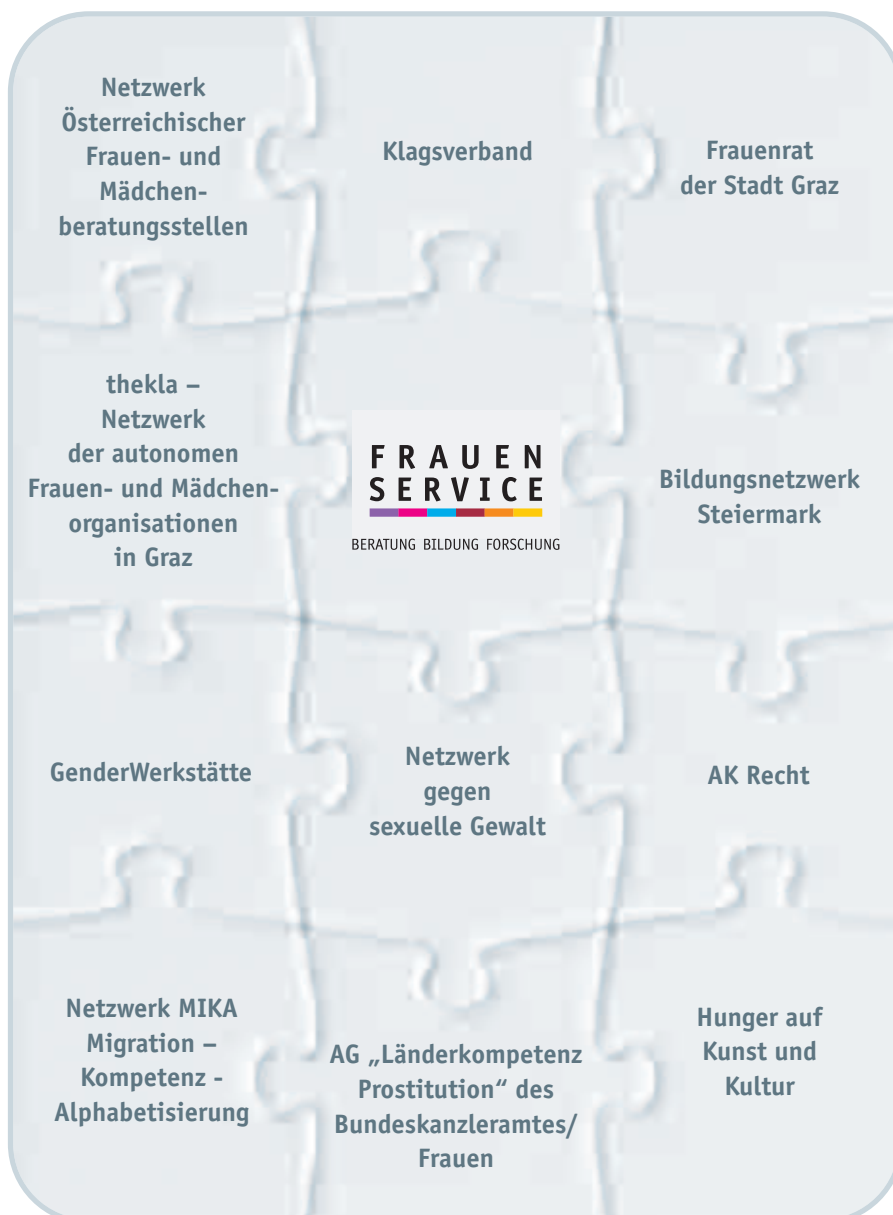 Netzwerk
Österreichischer
Frauen- und
Mädchen-
beratungsstellen
Klagsverband
Frauenrat
der Stadt Graz
thekla –
Netzwerk
der autonomen
Frauen- und Mädchen-
organisationen
in Graz
FRAUEN
SERVICE
BERATUNG BILDUNG FORSCHUNG
Bildungsnetzwerk
Steiermark
GenderWerkstätte
Netzwerk
gegen
sexuelle Gewalt
AK Recht
Netzwerk MIKA
Migration –
Kompetenz -
Alphabetisierung
AG „Länderkompetenz
Prostitution“ des
Bundeskanzleramtes/
Frauen
Hunger auf
Kunst und
Kultur